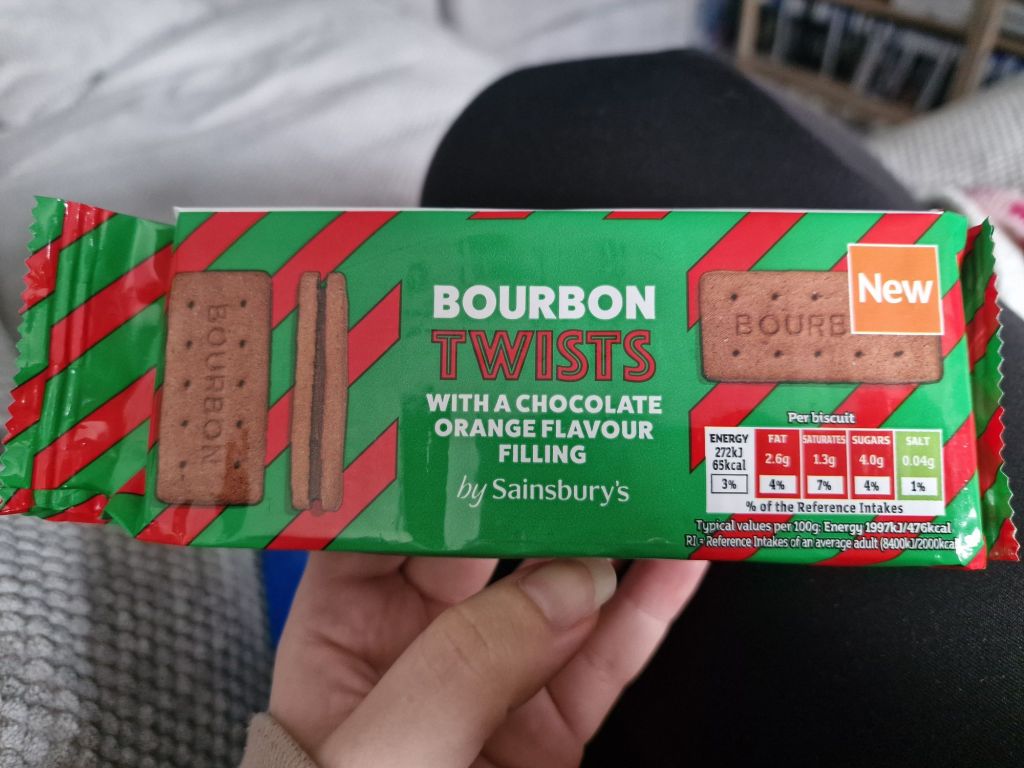 BOURBON
TWISTS
WITH A CHOCOLATE
ORANGE FLAVOUR
FILLING
by Sainsbury's
BOURBON
BOURB
New
Per biscuit
ENERGY FAT SATURATES SUGARS SALT
272kJ 2.6g 1.3g 4.0g 0.04g
65kcal
3% 4% 7% 4% 1%
% of the Reference Intakes
Typical values per 100g: Energy 1997kJ/476kcal
RI = Reference Intakes of an average adult (8400kJ/2000kcal